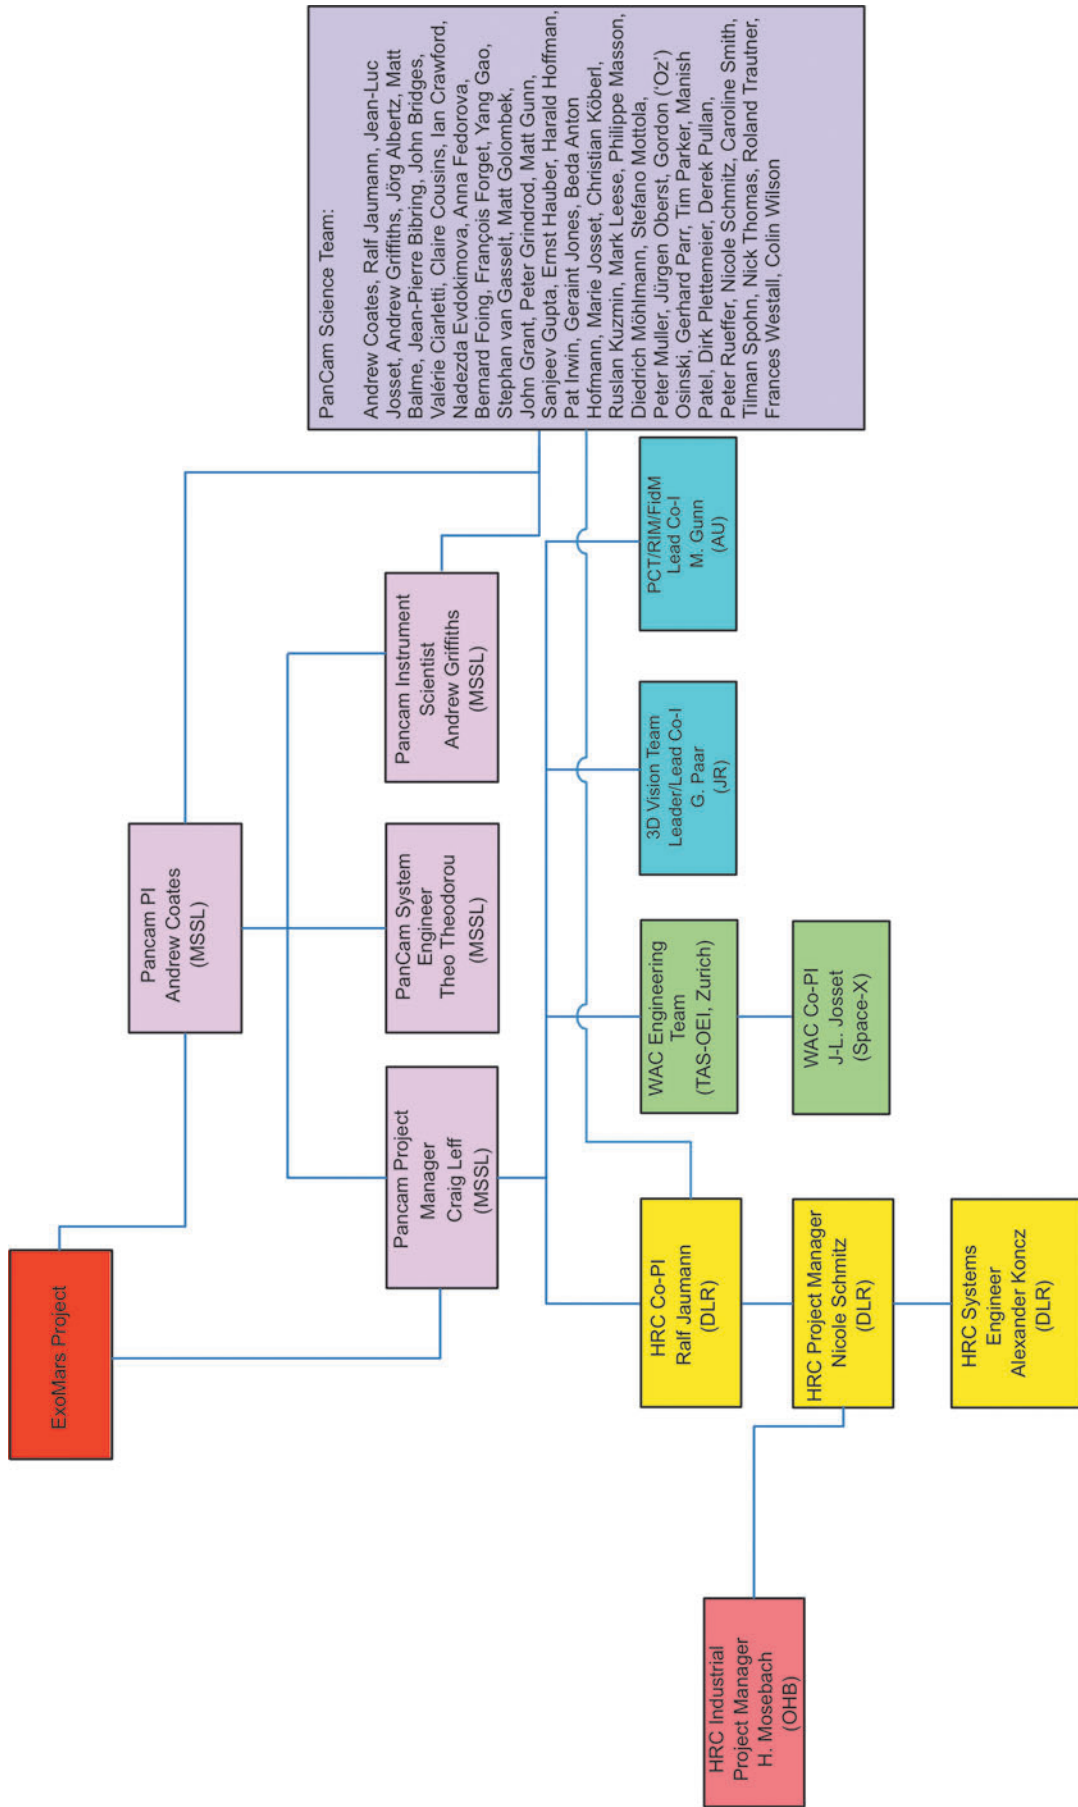 ExoMars Project
Pancam PI
Andrew Coates
(MSSL)
Pancam Project
Manager
Craig Leff
(MSSL)
PanCam System
Engineer
Theo Theodorou
(MSSL)
Pancam Instrument
Scientist
Andrew Griffiths
(MSSL)
PanCam Science Team:
Andrew Coates, Ralf Jaumann, Jean-Luc
Josset, Andrew Griffiths, Jörg Albertz, Matt
Balme, Jean-Pierre Bibring, John Bridges,
Valérie Ciarletti, Claire Cousins, Ian Crawford,
Nadezda Evdokimova, Anna Fedorova,
Bernard Foing, François Forget, Yang Gao,
Stephan van Gasselt, Matt Golombek,
John Grant, Peter Grindrod, Matt Gunn,
Sanjeev Gupta, Ernst Hauber, Harald Hoffman,
Pat Irwin, Geraint Jones, Beda Anton
Hofmann, Marie Josset, Christian Köberl,
Ruslan Kuzmin, Mark Leese, Philippe Masson,
Diedrich Möhlmann, Stefano Mottola,
Peter Muller, Jürgen Oberst, Gordon ('Oz')
Osinski, Gerhard Parr, Tim Parker, Manish
Patel, Dirk Plettemeier, Derek Pullan,
Peter Rueffer, Nicole Schmitz, Caroline Smith,
Tilman Spohn, Nick Thomas, Roland Trautner,
Frances Westall, Colin Wilson
HRC Co-PI
Ralf Jaumann
(DLR)
WAC Engineering
Team
(TAS-OEI, Zurich)
3D Vision Team
Leader/Lead Co-I
G. Paar
(JR)
PCT/RIM/FidM
Lead Co-I
M. Gunn
(AU)
HRC Industrial
Project Manager
H. Mosebach
(OHB)
HRC Project Manager
Nicole Schmitz
(DLR)
WAC Co-PI
J-L. Josset
(Space-X)
HRC Systems
Engineer
Alexander Koncz
(DLR)